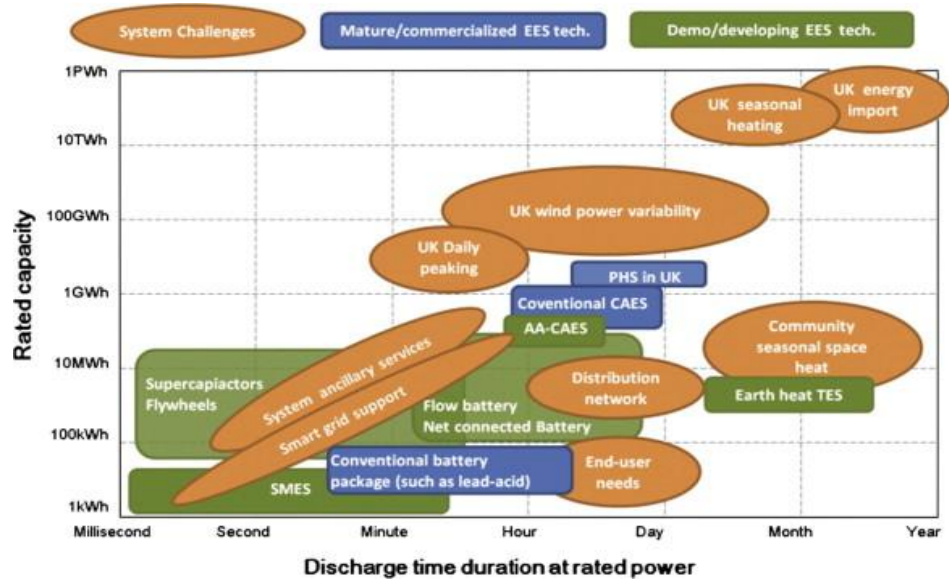 System Challenges
Mature/commercialized EES tech.
Demo/developing EES tech.
1PWh
10TWh
100GWh
1GWh
10MWh
100kWh
1kWh
Rated capacity
UK seasonal
heating
UK energy
import
UK wind power variability
UK Daily
peaking
PHS in UK
Coventional CAES
AA-CAES
Community
seasonal space
heat
Earth heat TES
System ancillary services
Smart grid support
Supercapiactors
Flywheels
Distribution
network
Flow battery
Net connected Battery
Conventional battery
package (such as lead-acid)
End-user
needs
SMES
Millisecond
Second
Minute
Hour
Day
Month
Year
Discharge time duration at rated power